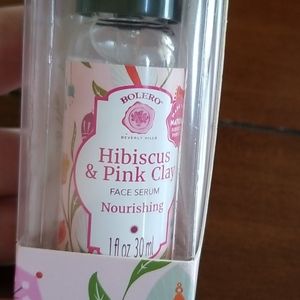 BOLERO
BEVERLY HILLS
Hibiscus
& Pink Clay
FACE SERUM
Nourishing
1 fl oz 30 ml